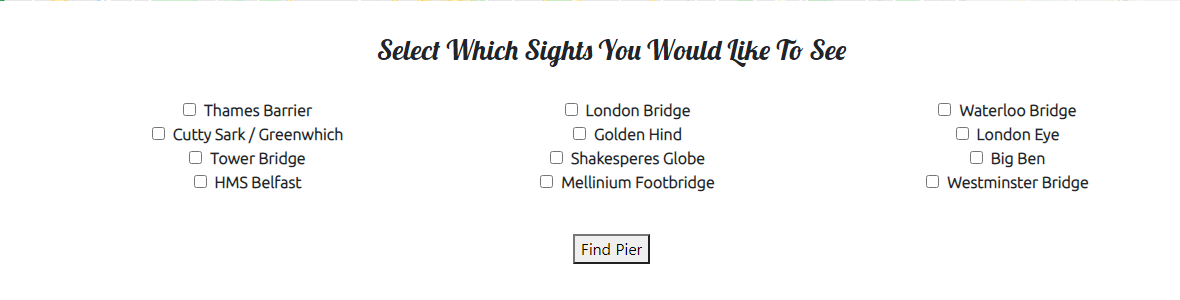 Select Which Sights You Would Like To See
Thames Barrier
Cutty Sark / Greenwhich
Tower Bridge
HMS Belfast
London Bridge
Golden Hind
Shakesperes Globe
Mellinium Footbridge
Waterloo Bridge
London Eye
Big Ben
Westminster Bridge
Find Pier